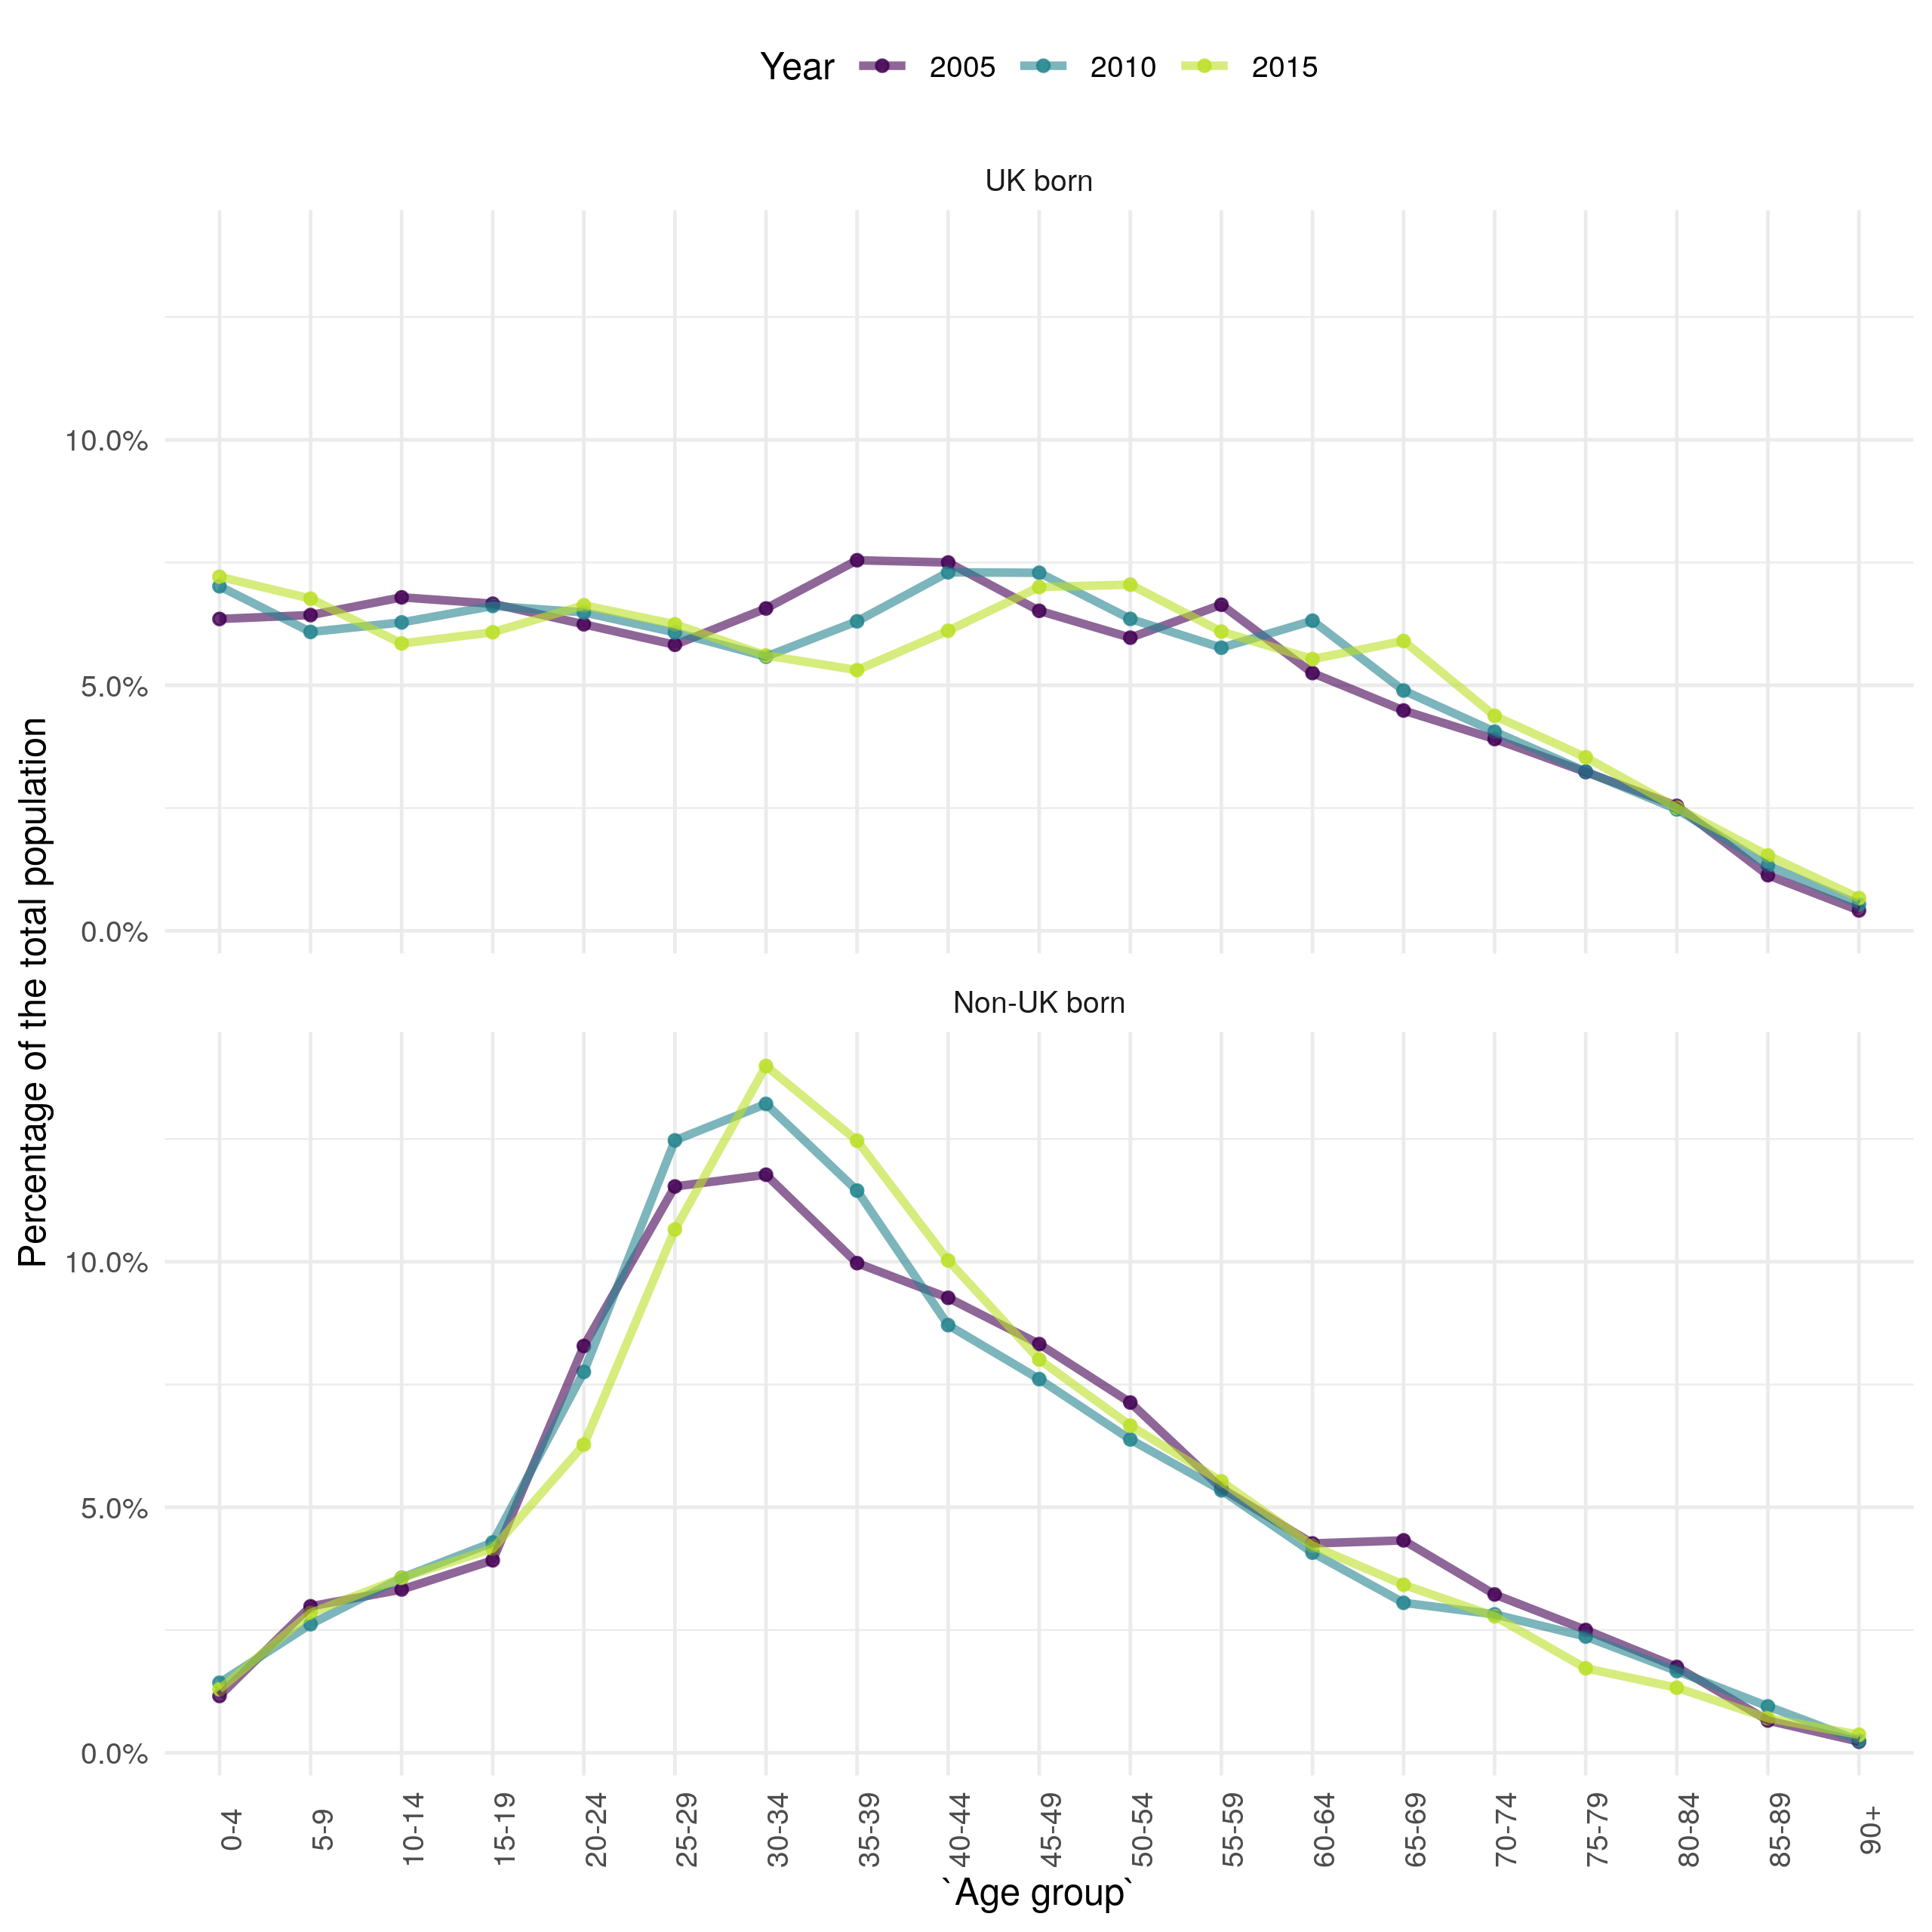 Year 2005 2010 2015
UK born
10.0%
5.0%
0.0%
Percentage of the total population
Non-UK born
10.0%
5.0%
0.0%
0-4 5-9 10-14 15-19 20-24 25-29 30-34 35-39 40-44 45-49 50-54 55-59 60-64 65-69 70-74 75-79 80-84 85-89 90+
`Age group`